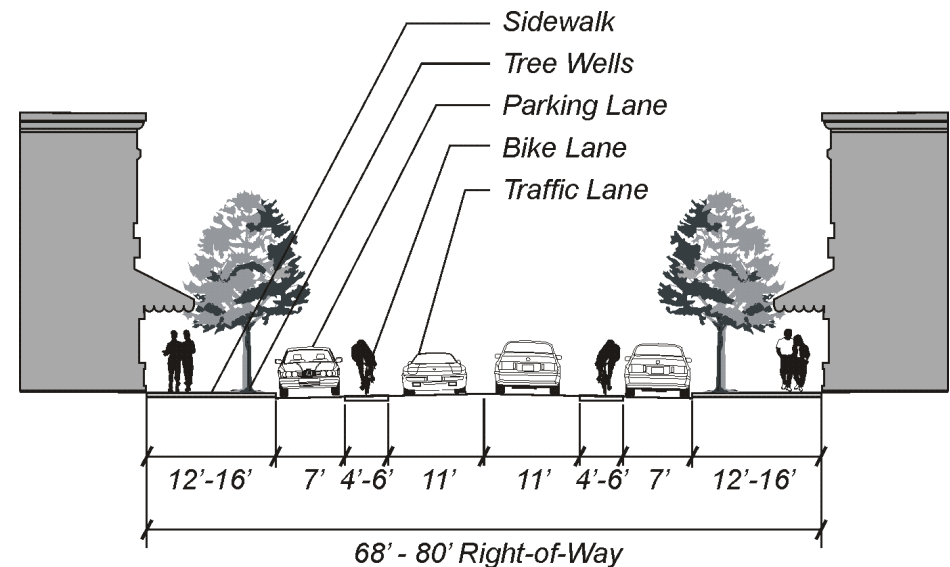 Sidewalk
Tree Wells
Parking Lane
Bike Lane
Traffic Lane
12’-16’ 7’ 4’-6’ 11’ 11’ 4’-6’ 7’ 12’-16’
68’ - 80’ Right-of-Way